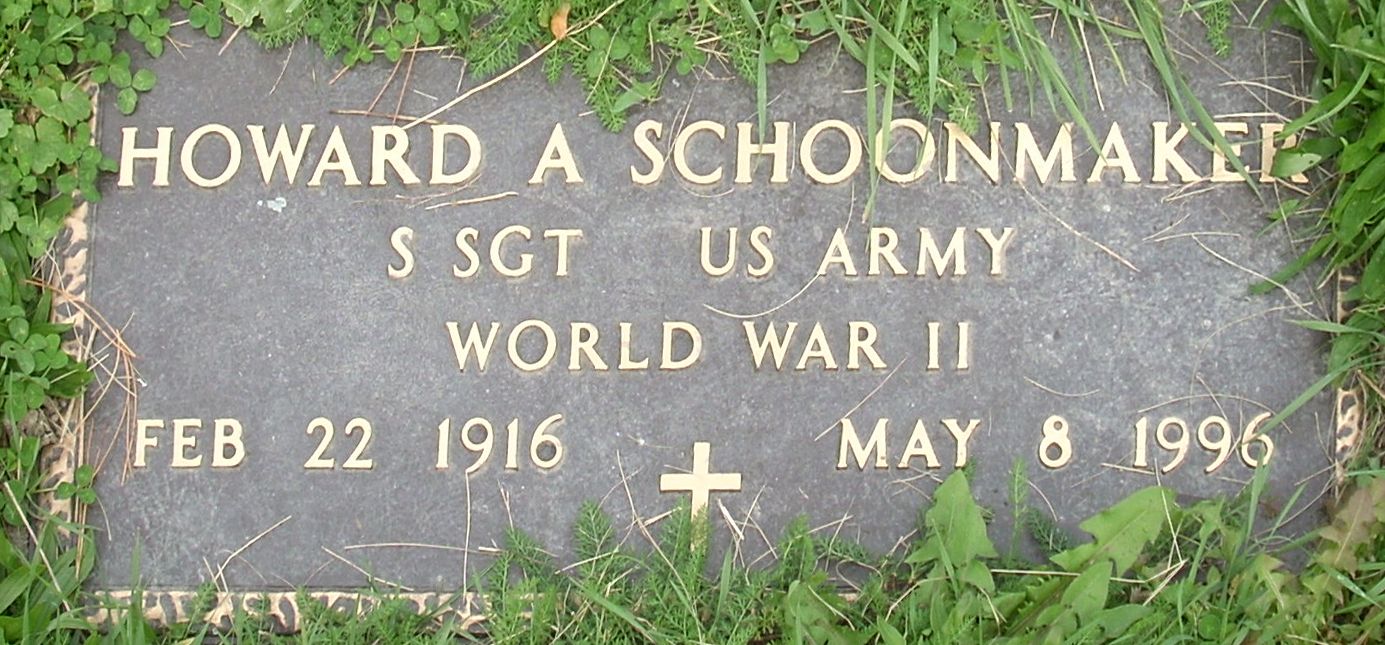 HOWARD A SCHOONMAKER
S SGT US ARMY
WORLD WAR II
FEB 22 1916 MAY 8 1996